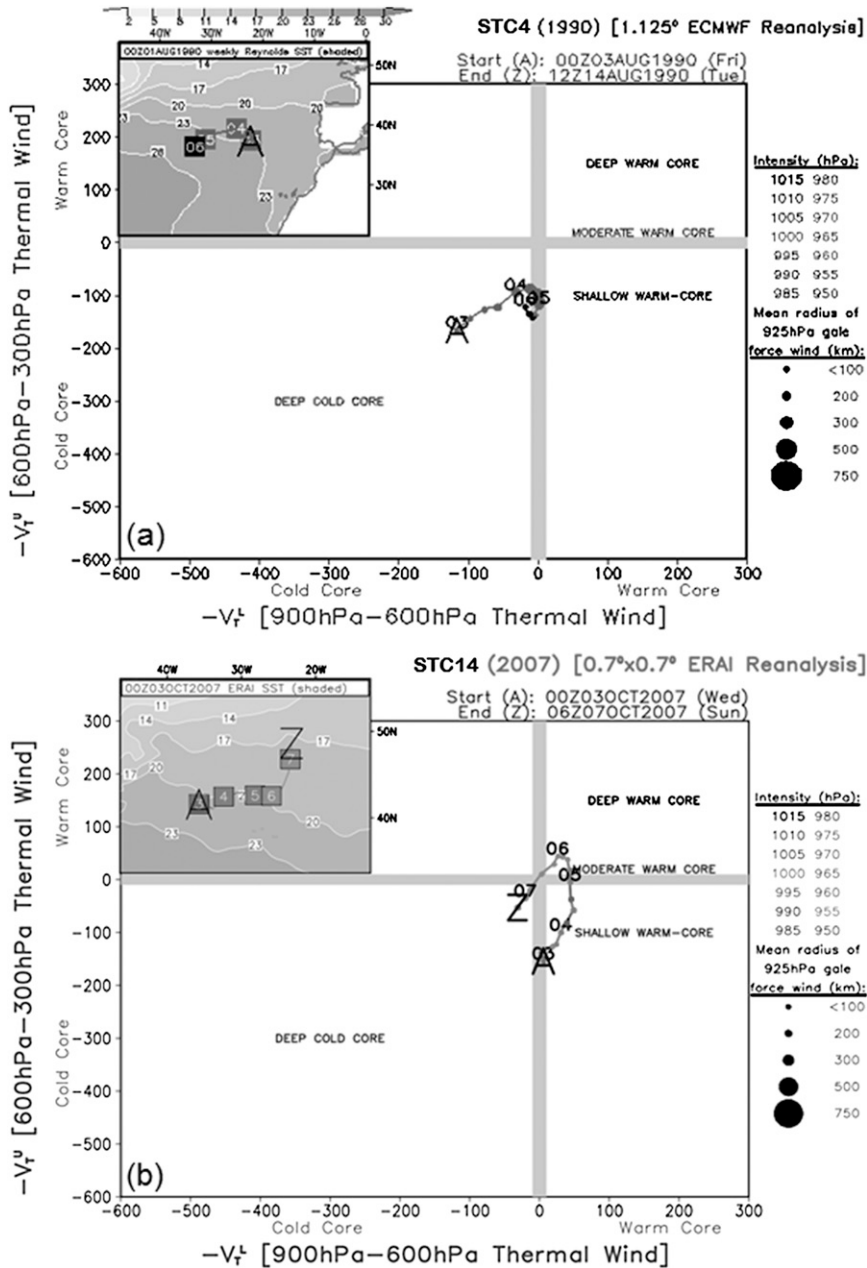 2 5 8 10 11 14 17 20 23 26 28 30
40W 30W 20W 10W
STC4 (1990) [1.125° ECMWF Reanalysis]
00Z01AUG1990 weekly Reynolds SST (shaded)
Start (A): 00Z03AUG1990 (Fri)
End (Z): 12Z14AUG1990 (Tue)
50N
40N
30N
14
17
20
20
23
23
26
23
04
06
A
300
200
100
0
-100
-200
-300
-400
-500
-600
Warm Core
Cold Core
-V_T^U [600hPa-300hPa Thermal Wind]
DEEP WARM CORE
MODERATE WARM CORE
SHALLOW WARM-CORE
DEEP COLD CORE
04
05
03
A
(a)
-600 -500 -400 -300 -200 -100 0 100 200 300
Cold Core Warm Core
-V_T^L [900hPa-600hPa Thermal Wind]
Intensity (hPa):
1015 980
1010 975
1005 970
1000 965
995 960
990 955
985 950
Mean radius of
925hPa gale
force wind (km):
<100
200
300
500
750
40W 30W 20W
STC14 (2007) [0.7°x0.7° ERAI Reanalysis]
00Z03OCT2007 ERAI SST (shaded)
Start (A): 00Z03OCT2007 (Wed)
End (Z): 06Z07OCT2007 (Sun)
50N
40N
11
14
14
17
17
17
20
20
23
23
Z
A
4
5
6
300
200
100
0
-100
-200
-300
-400
-500
-600
Warm Core
Cold Core
-V_T^U [600hPa-300hPa Thermal Wind]
DEEP WARM CORE
MODERATE WARM CORE
SHALLOW WARM-CORE
DEEP COLD CORE
06
05
07
Z
04
03
A
(b)
-600 -500 -400 -300 -200 -100 0 100 200 300
Cold Core Warm Core
-V_T^L [900hPa-600hPa Thermal Wind]
Intensity (hPa):
1015 980
1010 975
1005 970
1000 965
995 960
990 955
985 950
Mean radius of
925hPa gale
force wind (km):
<100
200
300
500
750